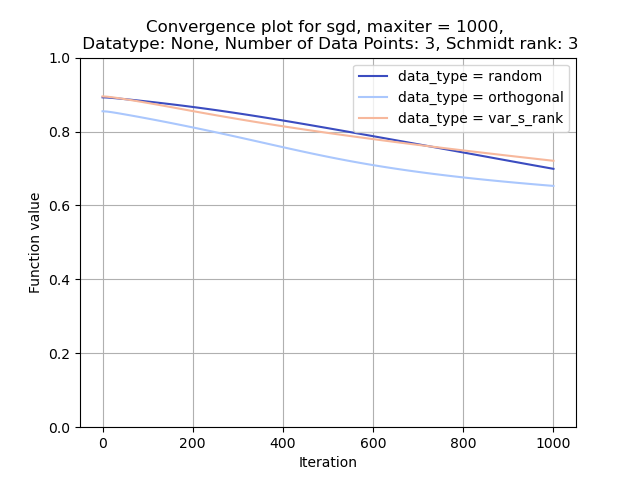 Convergence plot for sgd, maxiter = 1000,
Datatype: None, Number of Data Points: 3, Schmidt rank: 3
data_type = random
data_type = orthogonal
data_type = var_s_rank
1.0
0.8
0.6
0.4
0.2
0.0
Function value
0 200 400 600 800 1000
Iteration